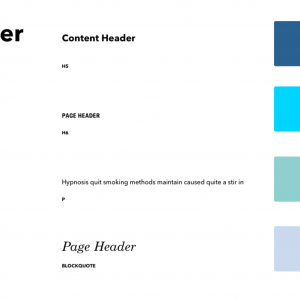 er
Content Header
H5
PAGE HEADER
H6
Hypnosis quit smoking methods maintain caused quite a stir in
P
Page Header
BLOCKQUOTE